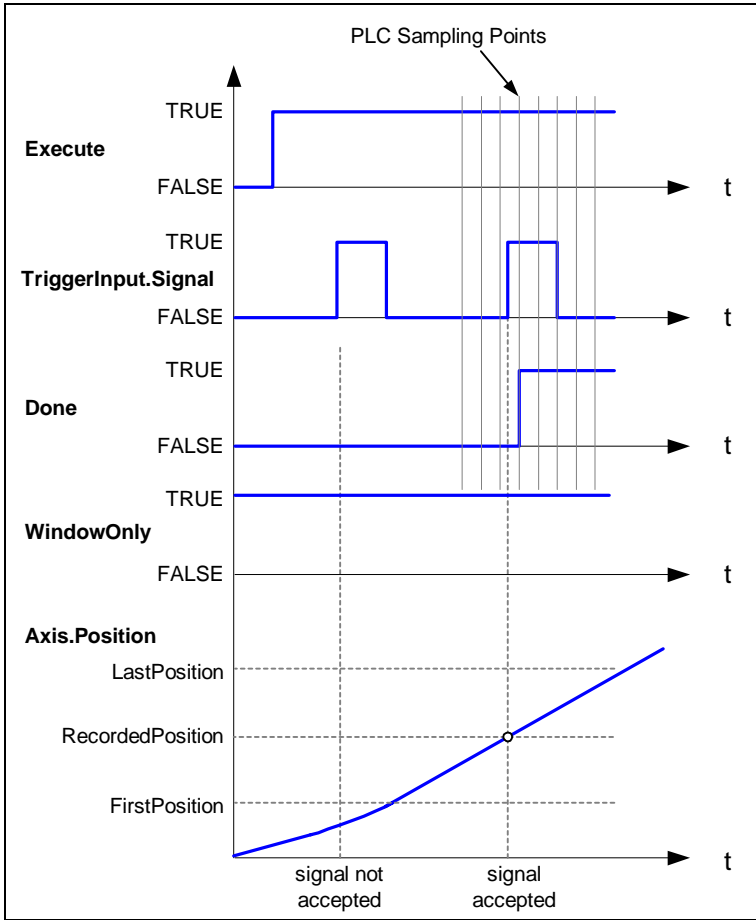 PLC Sampling Points
TRUE
Execute
FALSE
t
TRUE
TriggerInput.Signal
FALSE
t
TRUE
Done
FALSE
t
TRUE
WindowOnly
FALSE
t
Axis.Position
LastPosition
RecordedPosition
FirstPosition
t
signal not
accepted
signal
accepted